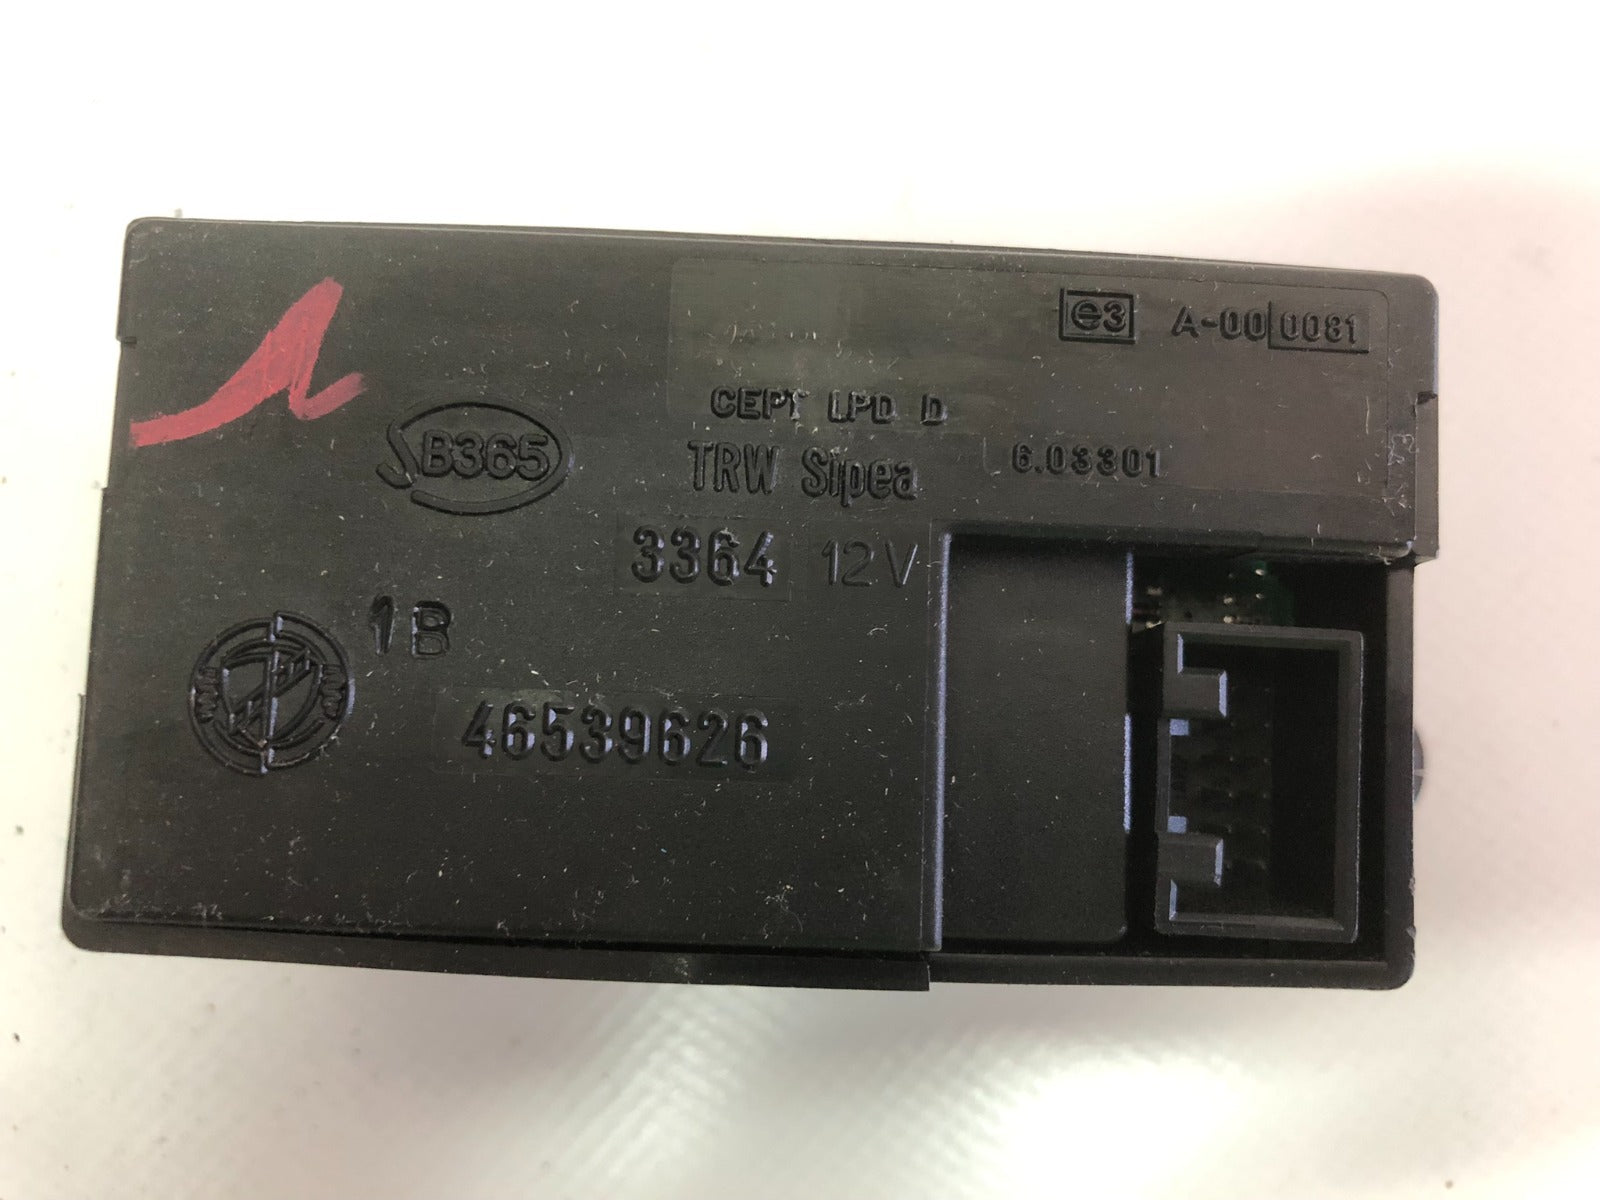 e3 A-00 0081
CEPT LPD D
B365 TRW Sipea 6.03301
3364 12V
1B
46539626